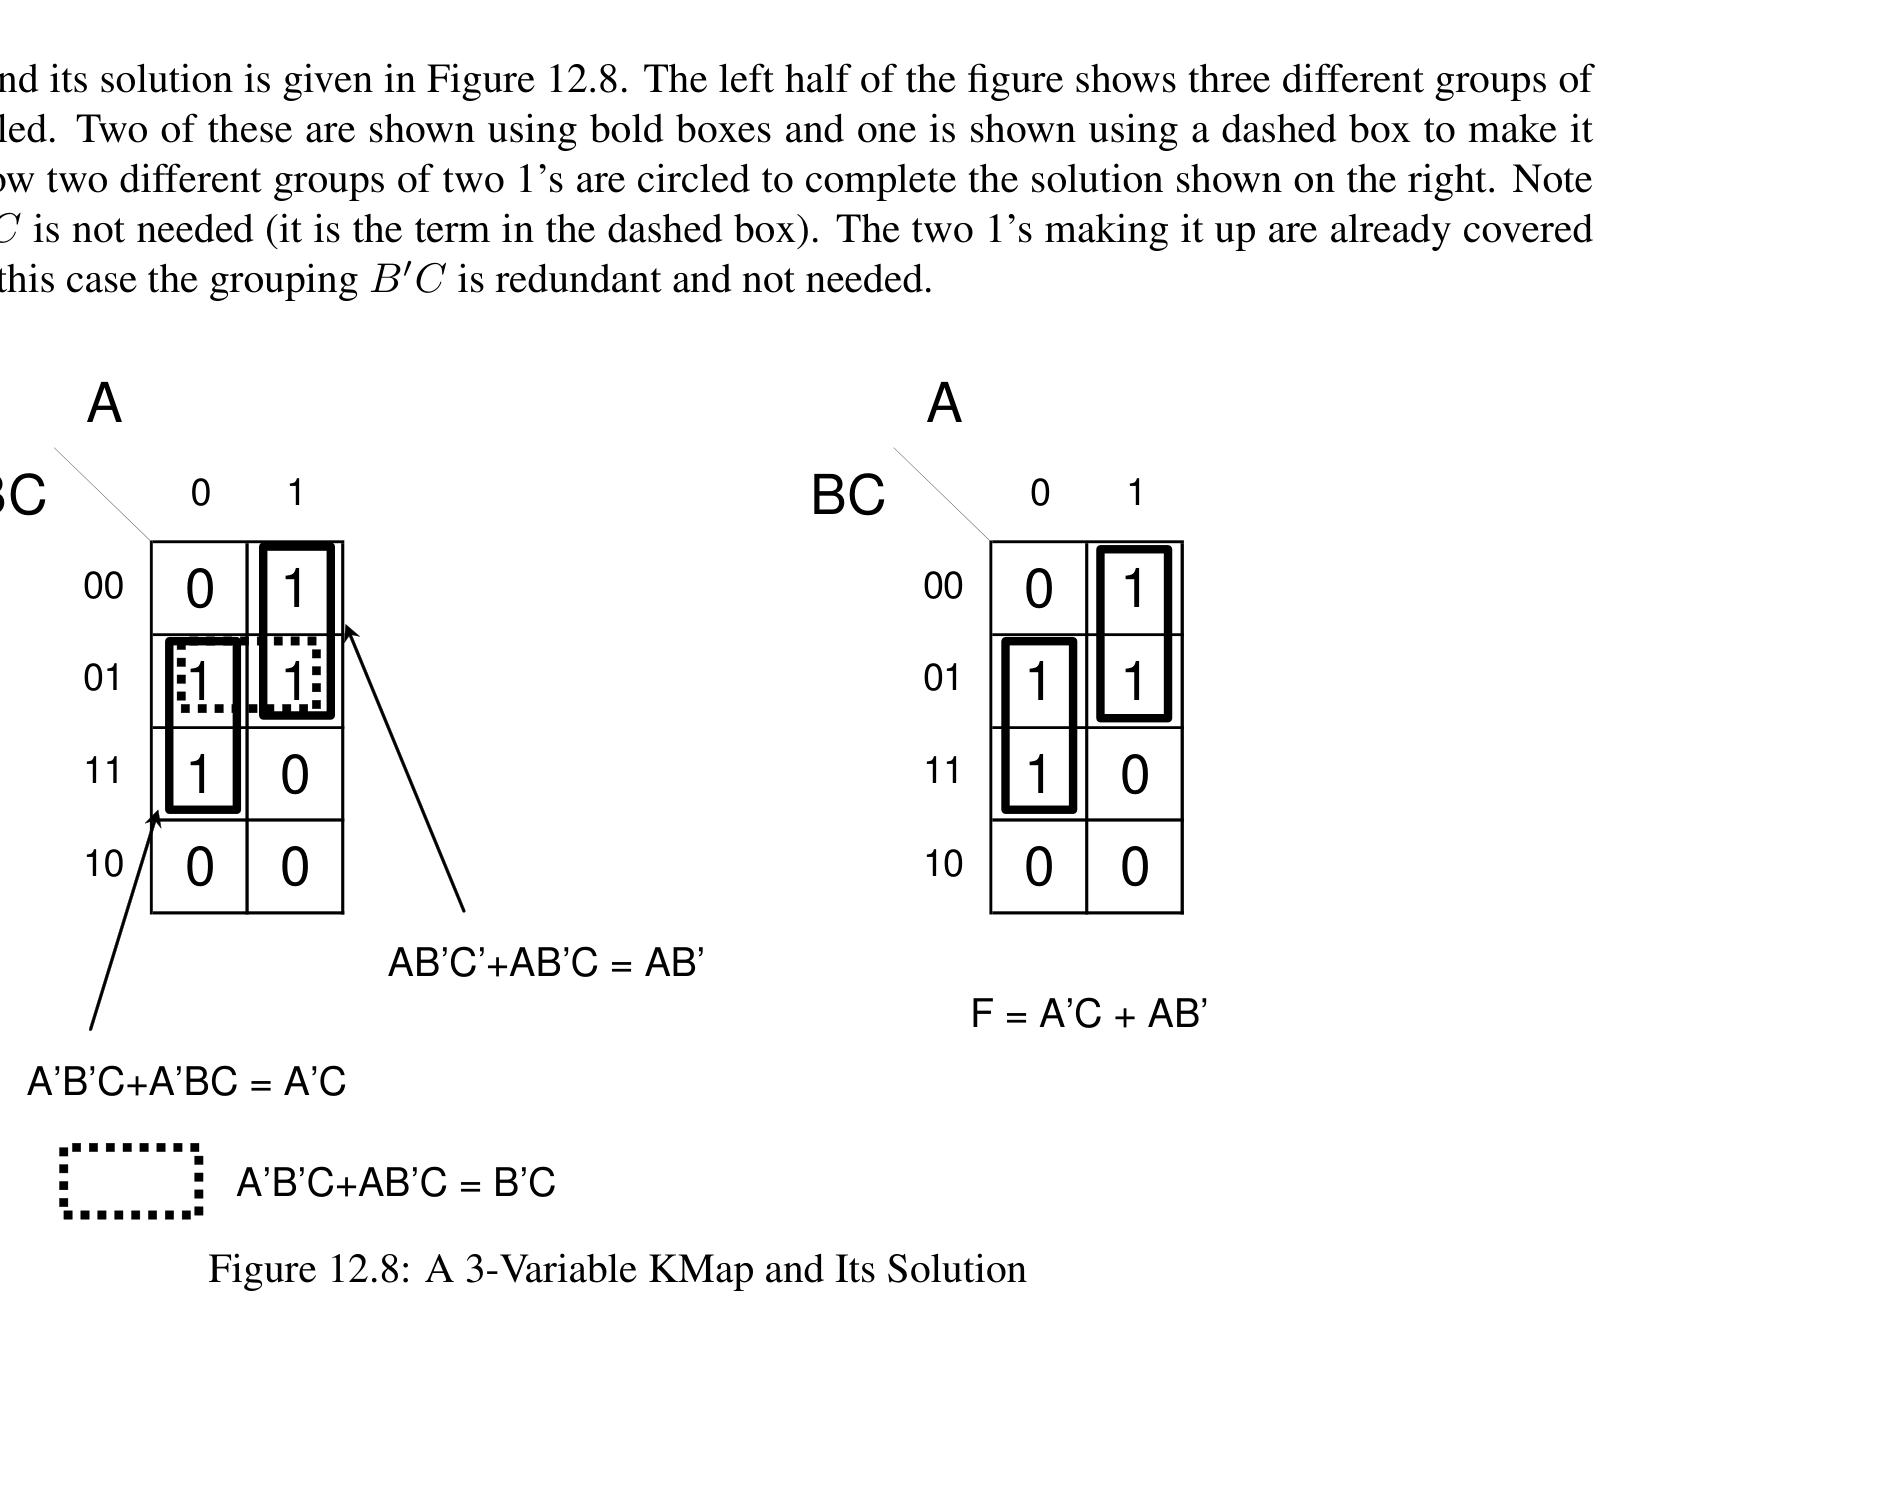 nd its solution is given in Figure 12.8. The left half of the figure shows three different groups of
led. Two of these are shown using bold boxes and one is shown using a dashed box to make it
ow two different groups of two 1’s are circled to complete the solution shown on the right. Note
C is not needed (it is the term in the dashed box). The two 1’s making it up are already covered
this case the grouping B′C is redundant and not needed.
A
BC
0 1
00 0 1
01 1 1
11 1 0
10 0 0
AB’C’+AB’C = AB’
A’B’C+A’BC = A’C
A’B’C+AB’C = B’C
A
BC
0 1
00 0 1
01 1 1
11 1 0
10 0 0
F = A’C + AB’
Figure 12.8: A 3-Variable KMap and Its Solution